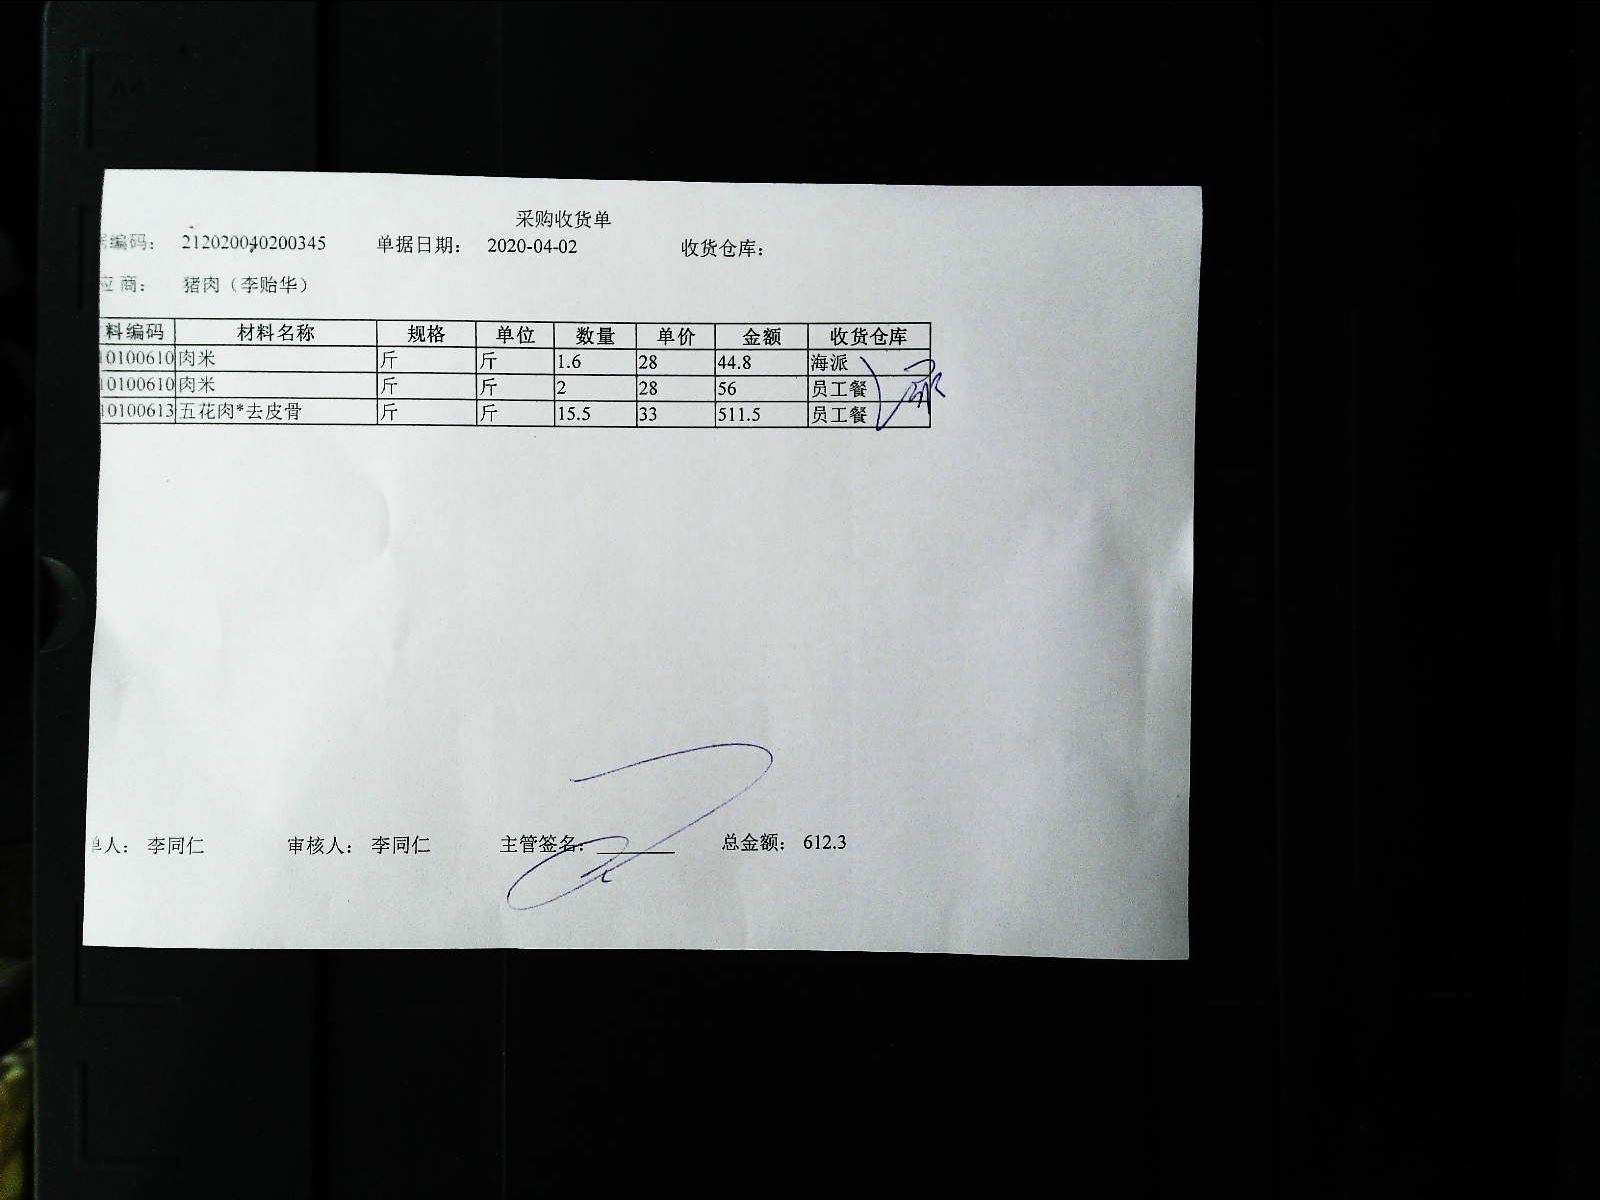 采购收货单
据编码： 212020040200345 单据日期： 2020-04-02 收货仓库：
应 商： 猪肉（李贻华）
料编码 材料名称 规格 单位 数量 单价 金额 收货仓库
10100610 肉米 斤 斤 1.6 28 44.8 海派
10100610 肉米 斤 斤 2 28 56 员工餐
10100613 五花肉*去皮骨 斤 斤 15.5 33 511.5 员工餐
单人： 李同仁 审核人： 李同仁 主管签名： 总金额： 612.3